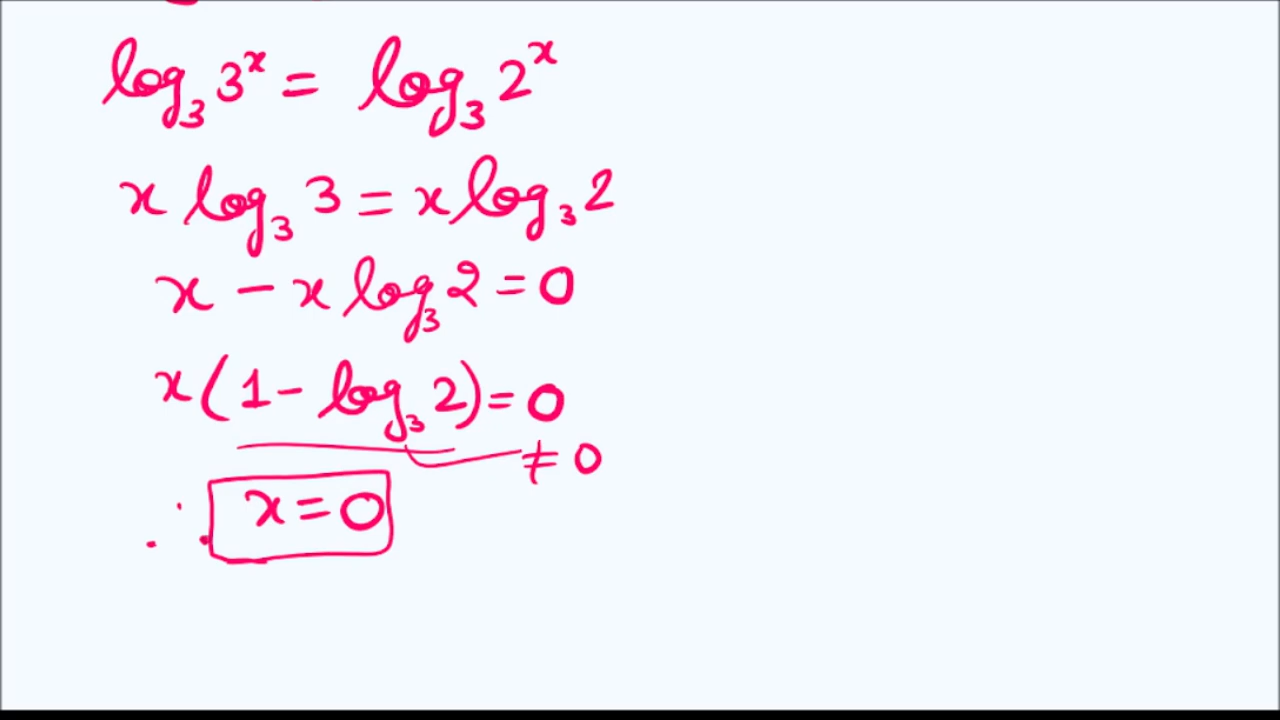 log₃ 3ˣ = log₃ 2ˣ
x log₃ 3 = x log₃ 2
x - x log₃ 2 = 0
x(1 - log₃ 2) = 0
≠ 0
∴ x = 0